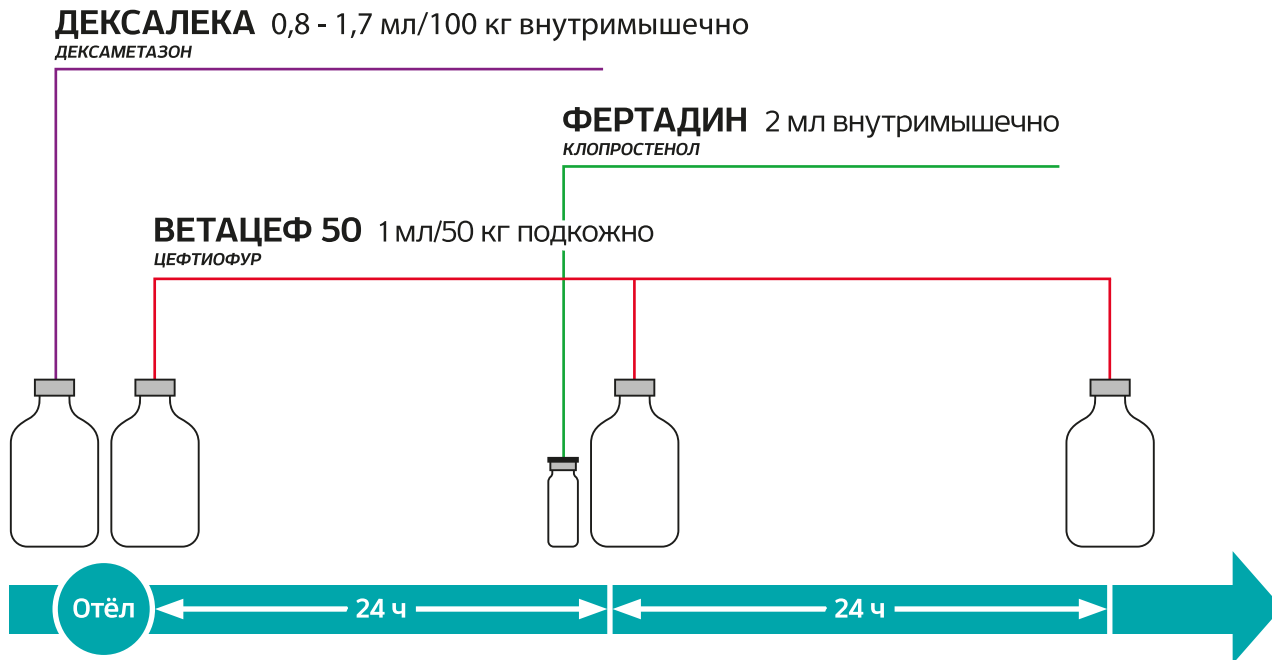 ДЕКСАЛЕКА 0,8 - 1,7 мл/100 кг внутримышечно
ДЕКСАМЕТАЗОН
ФЕРТАДИН 2 мл внутримышечно
КЛОПРОСТЕНОЛ
ВЕТАЦЕФ 50 1 мл/50 кг подкожно
ЦЕФТИОФУР
Отёл 24 ч 24 ч